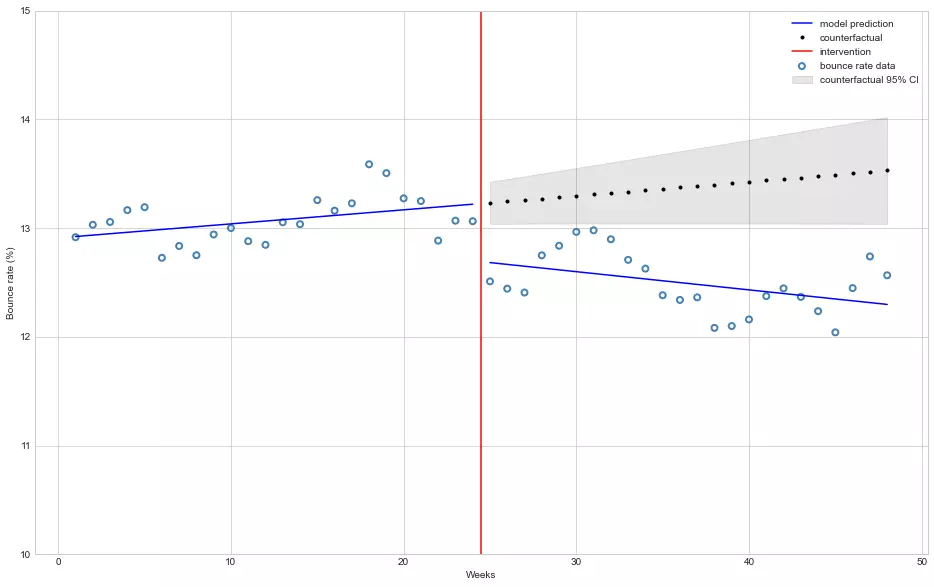 15
14
13
12
11
10
Bounce rate (%)
0
10
20
30
40
50
Weeks
model prediction
counterfactual
intervention
bounce rate data
counterfactual 95% CI